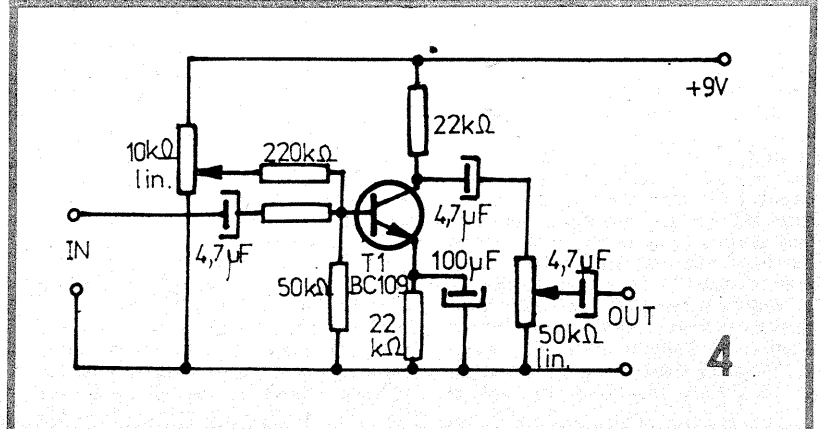 +9V
22kΩ
10kΩ
lin.
220kΩ
4,7μF
IN
4,7μF
T1
BC109
100μF
4,7μF
50kΩ
22
kΩ
OUT
50kΩ
lin.
4